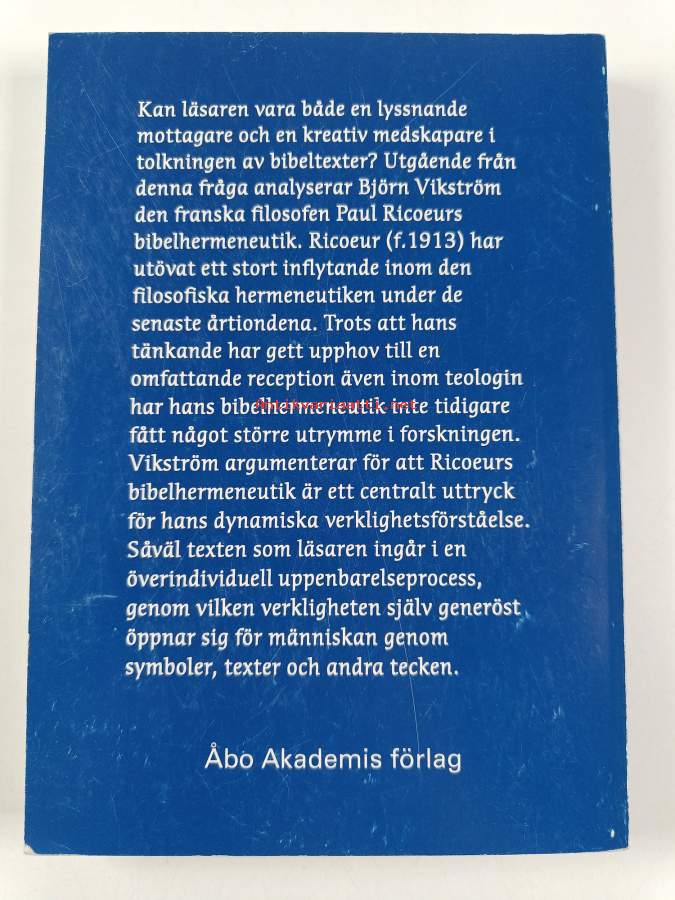 Kan läsaren vara både en lyssnande
mottagare och en kreativ medskapare i
tolkningen av bibeltexter? Utgående från
denna fråga analyserar Björn Vikström
den franska filosofen Paul Ricoeurs
bibelhermeneutik. Ricoeur (f.1913) har
utövat ett stort inflytande inom den
filosofiska hermeneutiken under de
senaste årtiondena. Trots att hans
tänkande har gett upphov till en
omfattande reception även inom teologin
har hans bibelhermeneutik inte tidigare
Antikvariaatti.net
fått något större utrymme i forskningen.
Vikström argumenterar för att Ricoeurs
bibelhermeneutik är ett centralt uttryck
för hans dynamiska verklighetsförståelse.
Såväl texten som läsaren ingår i en
överindividuell uppenbarelseprocess,
genom vilken verkligheten själv generöst
öppnar sig för människan genom
symboler, texter och andra tecken.
Åbo Akademis förlag